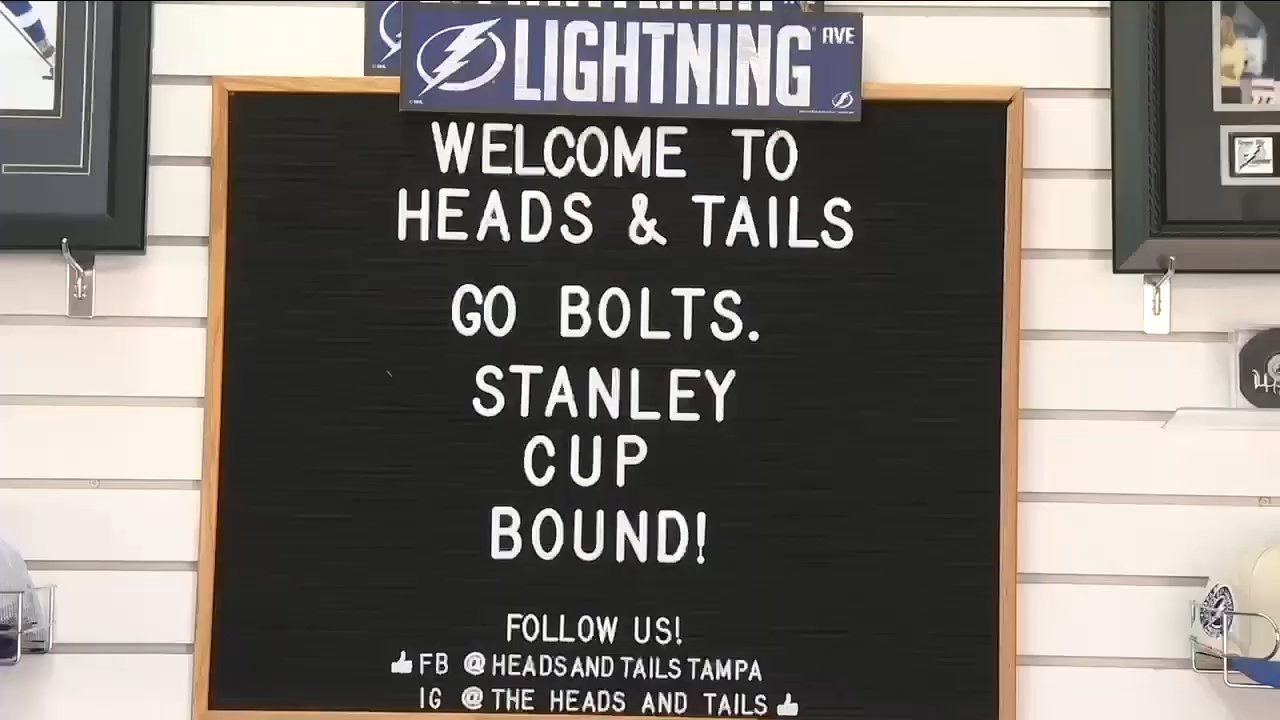 LIGHTNING AVE
WELCOME TO
HEADS & TAILS
GO BOLTS.
STANLEY
CUP
BOUND!
FOLLOW US!
FB @HEADSANDTAILSTAMPA
IG @THE HEADS AND TAILS